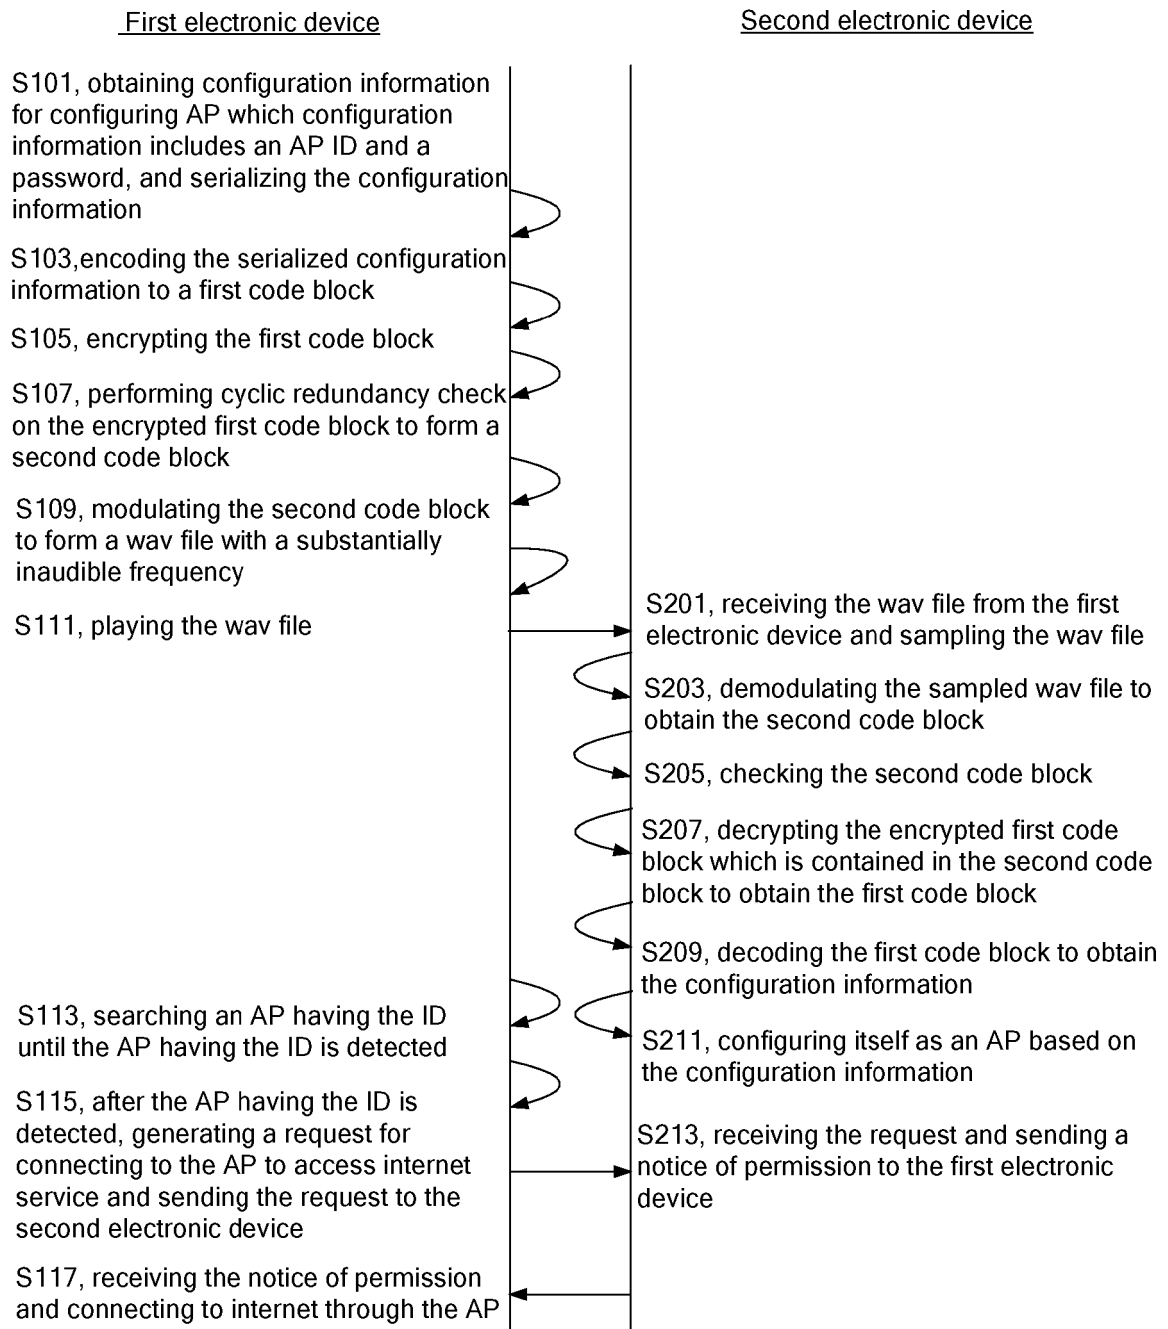 First electronic device
Second electronic device
S101, obtaining configuration information
for configuring AP which configuration
information includes an AP ID and a
password, and serializing the configuration
information
S103,encoding the serialized configuration
information to a first code block
S105, encrypting the first code block
S107, performing cyclic redundancy check
on the encrypted first code block to form a
second code block
S109, modulating the second code block
to form a wav file with a substantially
inaudible frequency
S111, playing the wav file
S201, receiving the wav file from the first
electronic device and sampling the wav file
S203, demodulating the sampled wav file to
obtain the second code block
S205, checking the second code block
S207, decrypting the encrypted first code
block which is contained in the second code
block to obtain the first code block
S209, decoding the first code block to obtain
the configuration information
S113, searching an AP having the ID
until the AP having the ID is detected
S211, configuring itself as an AP based on
the configuration information
S115, after the AP having the ID is
detected, generating a request for
connecting to the AP to access internet
service and sending the request to the
second electronic device
S213, receiving the request and sending a
notice of permission to the first electronic
device
S117, receiving the notice of permission
and connecting to internet through the AP